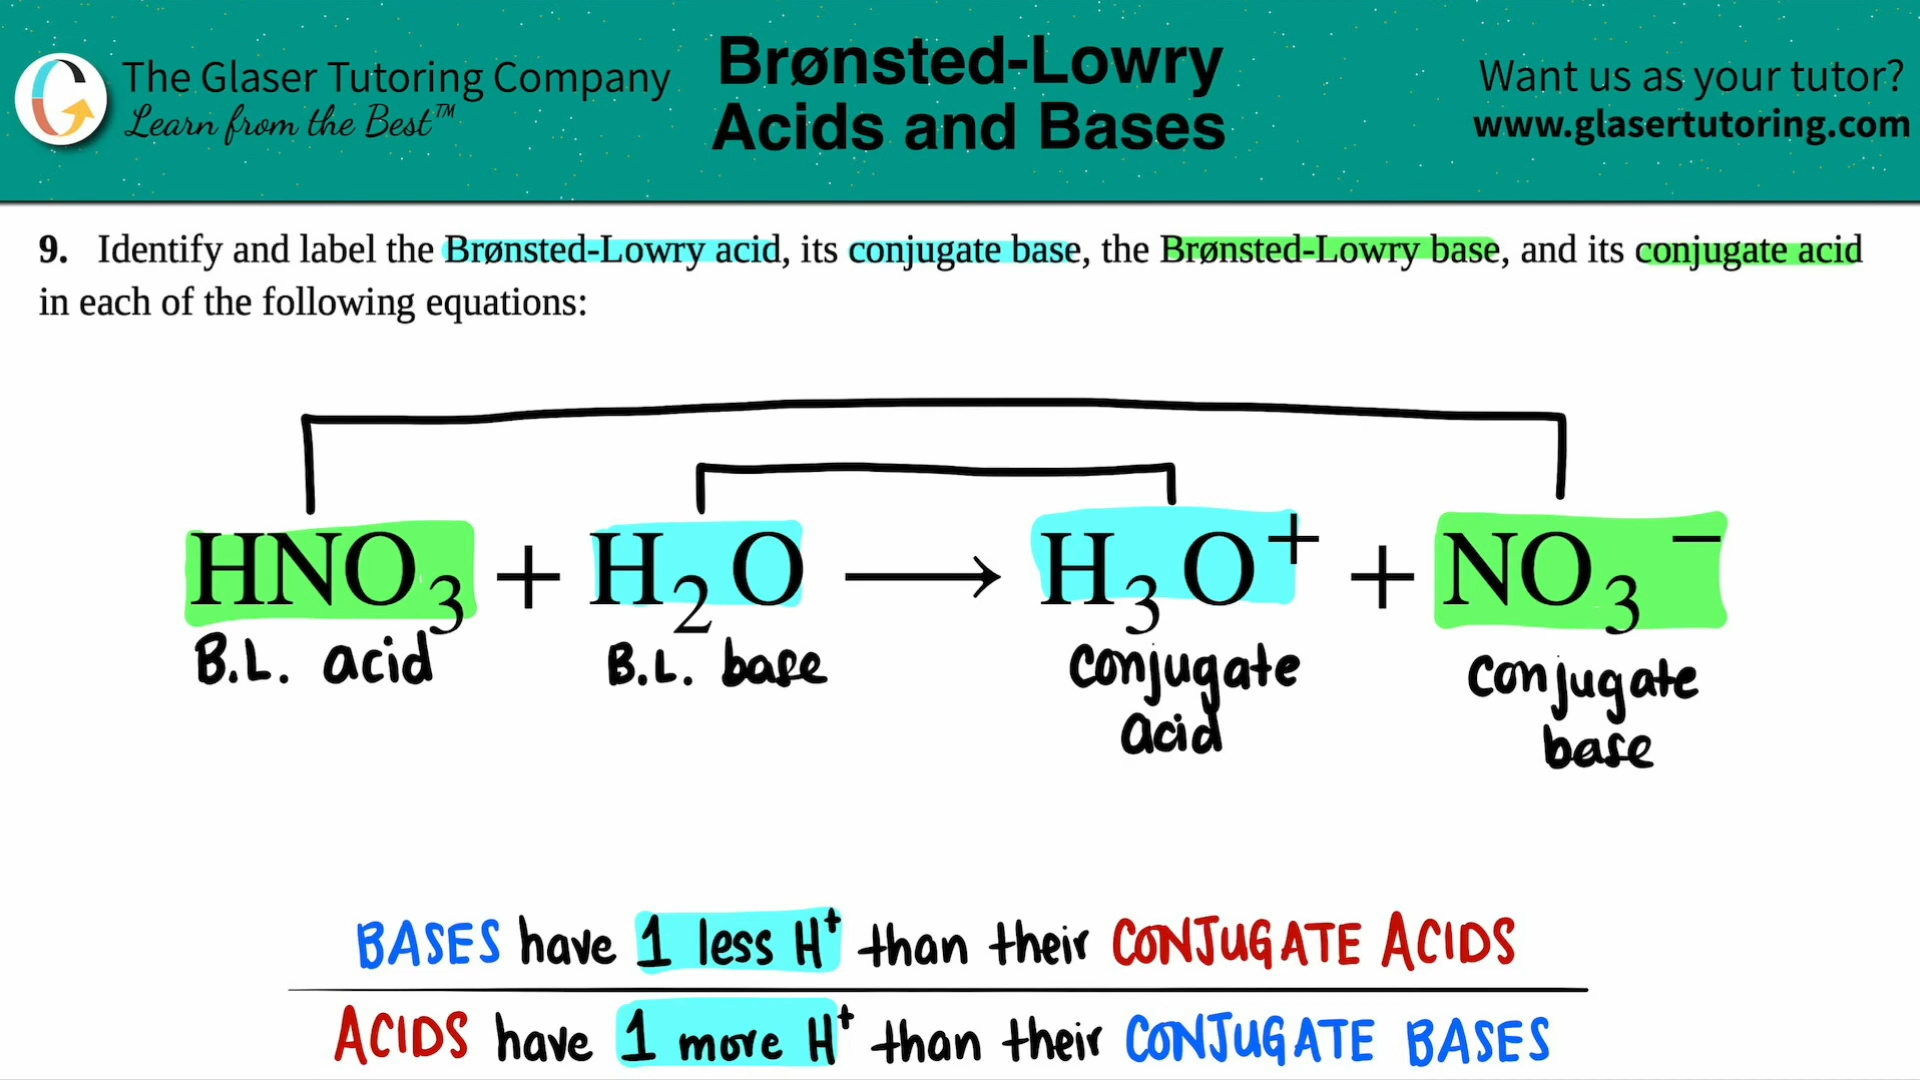 The Glaser Tutoring Company
Learn from the Best™
Brønsted-Lowry
Acids and Bases
Want us as your tutor?
www.glasertutoring.com
9. Identify and label the Brønsted-Lowry acid, its conjugate base, the Brønsted-Lowry base, and its conjugate acid
in each of the following equations:
HNO₃ + H₂O ⟶ H₃O⁺ + NO₃⁻
B.L. acid B.L. base conjugate acid conjugate base
BASES have 1 less H⁺ than their CONJUGATE ACIDS
ACIDS have 1 more H⁺ than their CONJUGATE BASES